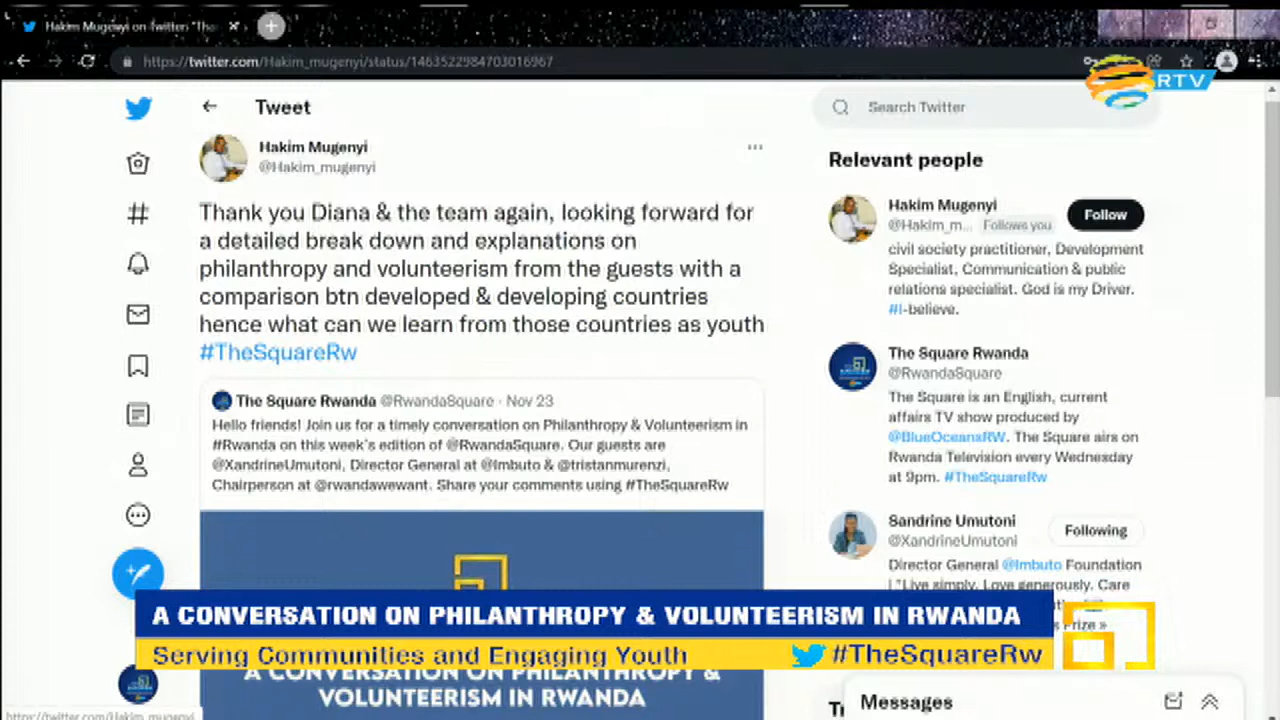 Hakim Mugenyi on Twitter: "Tha
https://twitter.com/Hakim_mugenyi/status/1463522984703016967
RTV
Tweet
Search Twitter
Hakim Mugenyi
@Hakim_mugenyi
Thank you Diana & the team again, looking forward for
a detailed break down and explanations on
philanthropy and volunteerism from the guests with a
comparison btn developed & developing countries
hence what can we learn from those countries as youth
#TheSquareRw
The Square Rwanda @RwandaSquare · Nov 23
Hello friends! Join us for a timely conversation on Philanthropy & Volunteerism in
#Rwanda on this week's edition of @RwandaSquare. Our guests are
@XandrineUmutoni, Director General at @Imbuto & @tristanmurenzi,
Chairperson at @rwandawewant. Share your comments using #TheSquareRw
Relevant people
Hakim Mugenyi
@Hakim_m... Follows you
Follow
civil society practitioner, Development
Specialist, Communication & public
relations specialist. God is my Driver.
#I-believe.
The Square Rwanda
@RwandaSquare
The Square is an English, current
affairs TV show produced by
@BlueOceansRW. The Square airs on
Rwanda Television every Wednesday
at 9pm. #TheSquareRw
Sandrine Umutoni
@XandrineUmutoni
Following
Director General @Imbuto Foundation
| "Live simply. Love generously. Care
Prize »
A CONVERSATION ON PHILANTHROPY & VOLUNTEERISM IN RWANDA
Serving Communities and Engaging Youth
#TheSquareRw
A CONVERSATION ON PHILANTHROPY &
VOLUNTEERISM IN RWANDA
Messages
https://twitter.com/Hakim_mugenyi